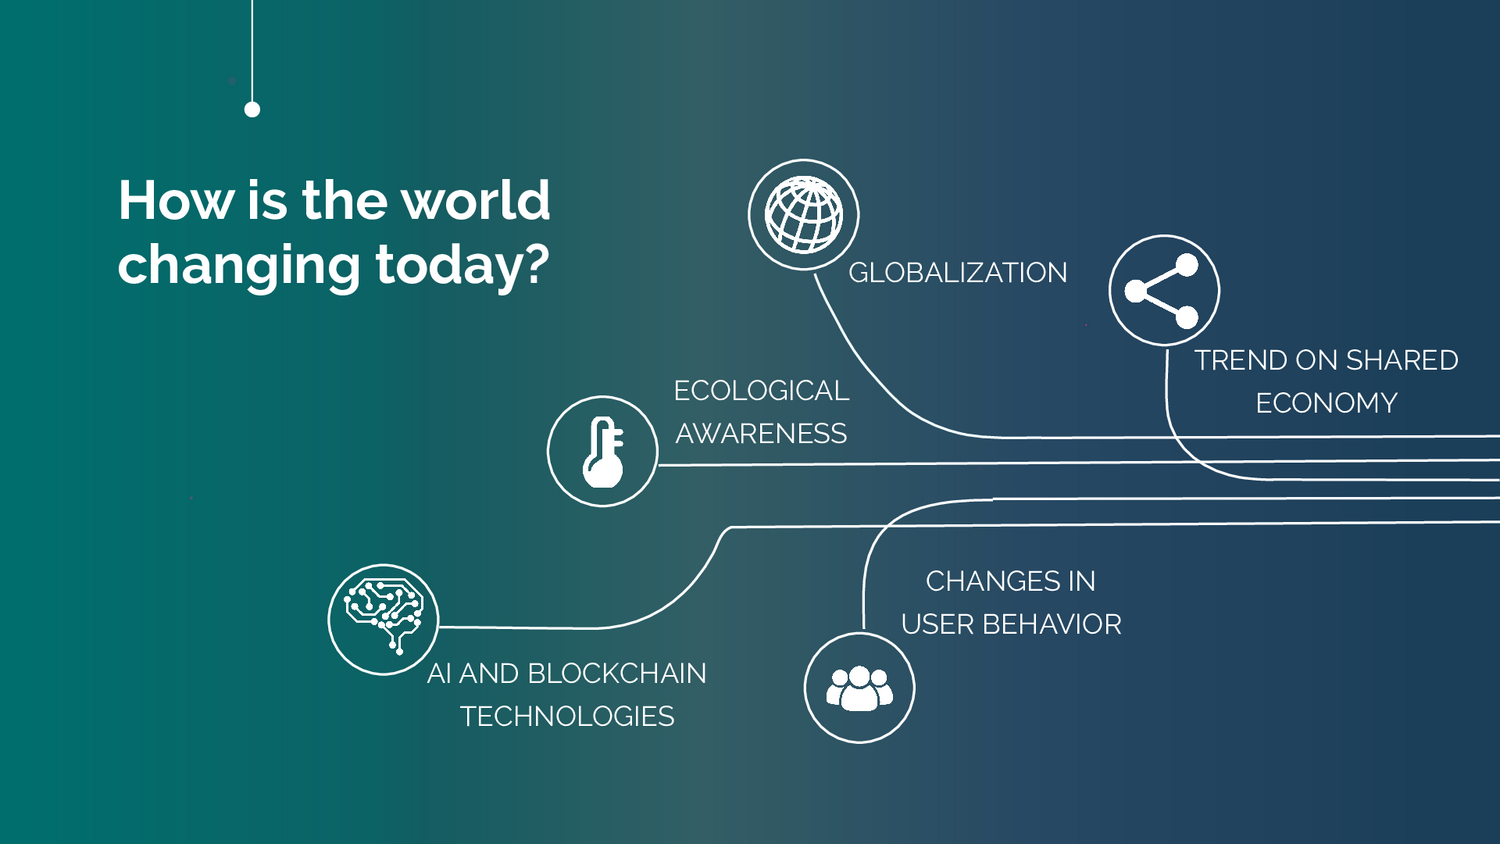 How is the world
changing today?
GLOBALIZATION
TREND ON SHARED
ECONOMY
ECOLOGICAL
AWARENESS
CHANGES IN
USER BEHAVIOR
AI AND BLOCKCHAIN
TECHNOLOGIES